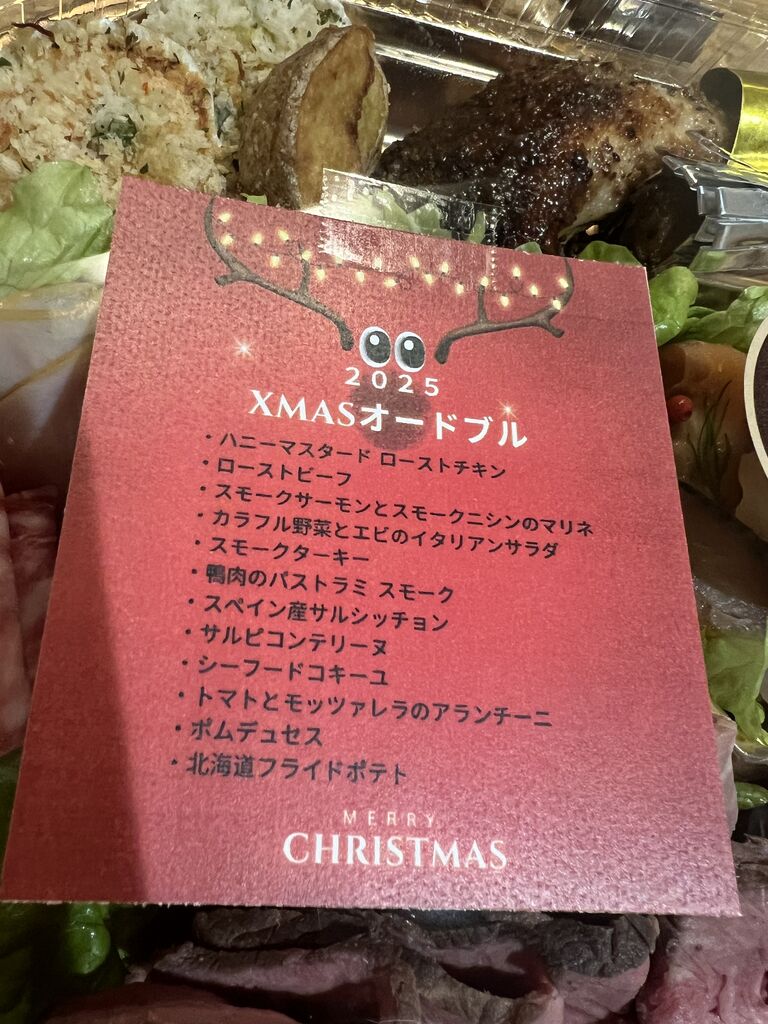 2025
XMASオードブル
・ハニーマスタード ローストチキン
・ローストビーフ
・スモークサーモンとスモークニシンのマリネ
・カラフル野菜とエビのイタリアンサラダ
・スモークターキー
・鴨肉のパストラミ スモーク
・スペイン産サルシッチョン
・サルピコンテリーヌ
・シーフードコキーユ
・トマトとモッツァレラのアランチーニ
・ポムデュセス
・北海道フライドポテト
MERRY
CHRISTMAS